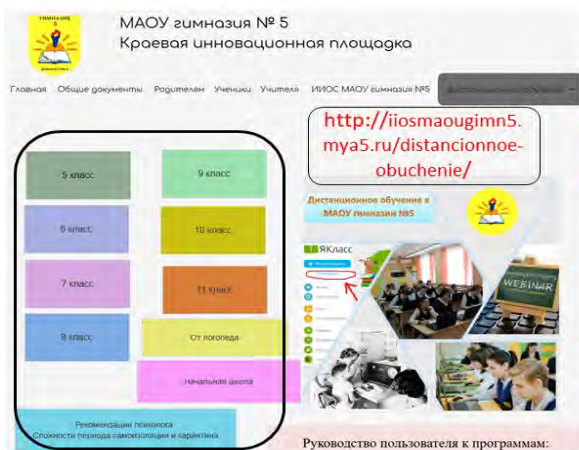 ГИМНАЗИЯ
5
МАОУ гимназия № 5
Краевая инновационная площадка
Главная Общие документы Родителям Ученики Учителя ИИОС МАОУ гимназия №5
http://iiosmaougimn5.
mya5.ru/distancionnoe-
obuchenie/
5 класс
9 класс
6 класс
10 класс
7 класс
11 класс
8 класс
От логопеда
Начальная школа
Рекомендации психолога
Сложности периода самоизоляции и карантина
Дистанционное обучение в
МАОУ гимназии №5
ЯКласс
WEBINAR
Руководство пользователя к программам: